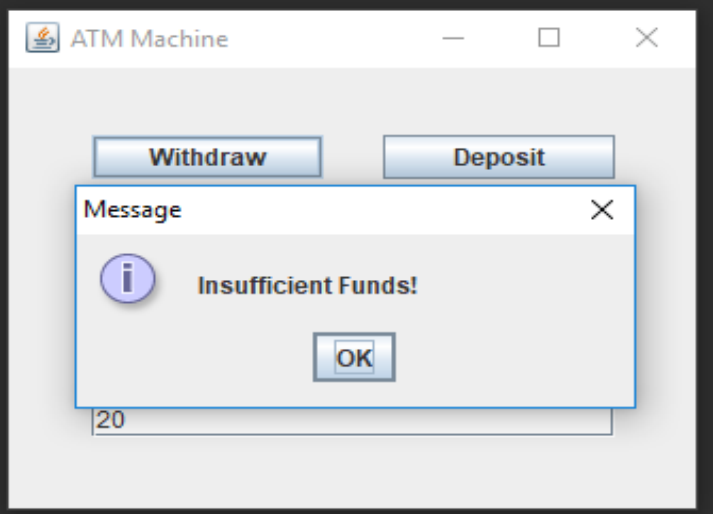 ATM Machine
Withdraw
Deposit
Message
i
Insufficient Funds!
OK
20